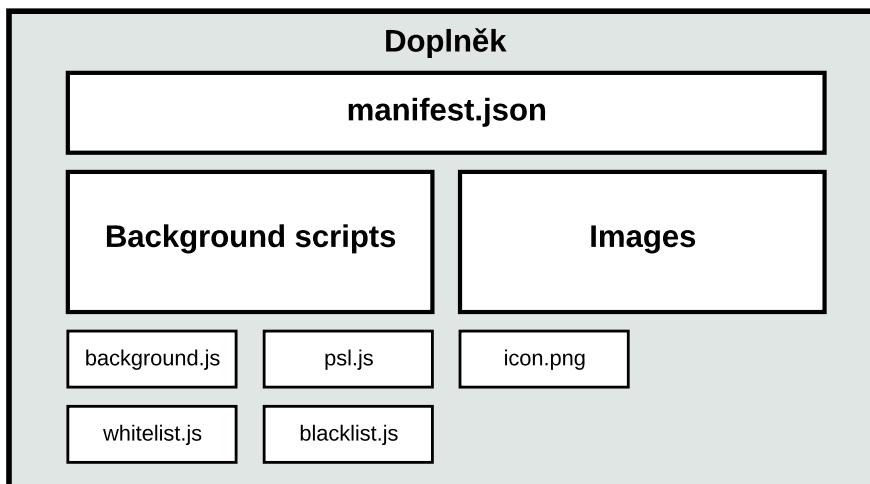 Doplněk
manifest.json
Background scripts
Images
background.js
psl.js
icon.png
whitelist.js
blacklist.js